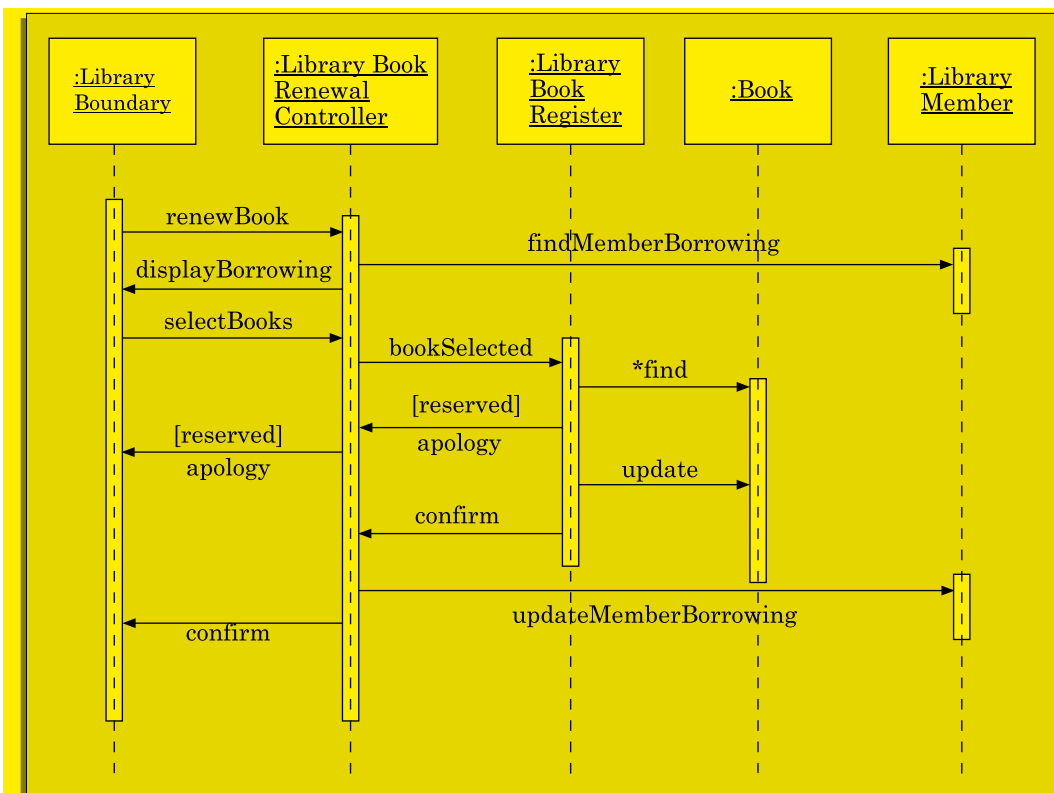 :Library
Boundary
:Library Book
Renewal
Controller
:Library
Book
Register
:Book
:Library
Member
renewBook
findMemberBorrowing
displayBorrowing
selectBooks
bookSelected
*find
[reserved]
apology
[reserved]
apology
update
confirm
updateMemberBorrowing
confirm